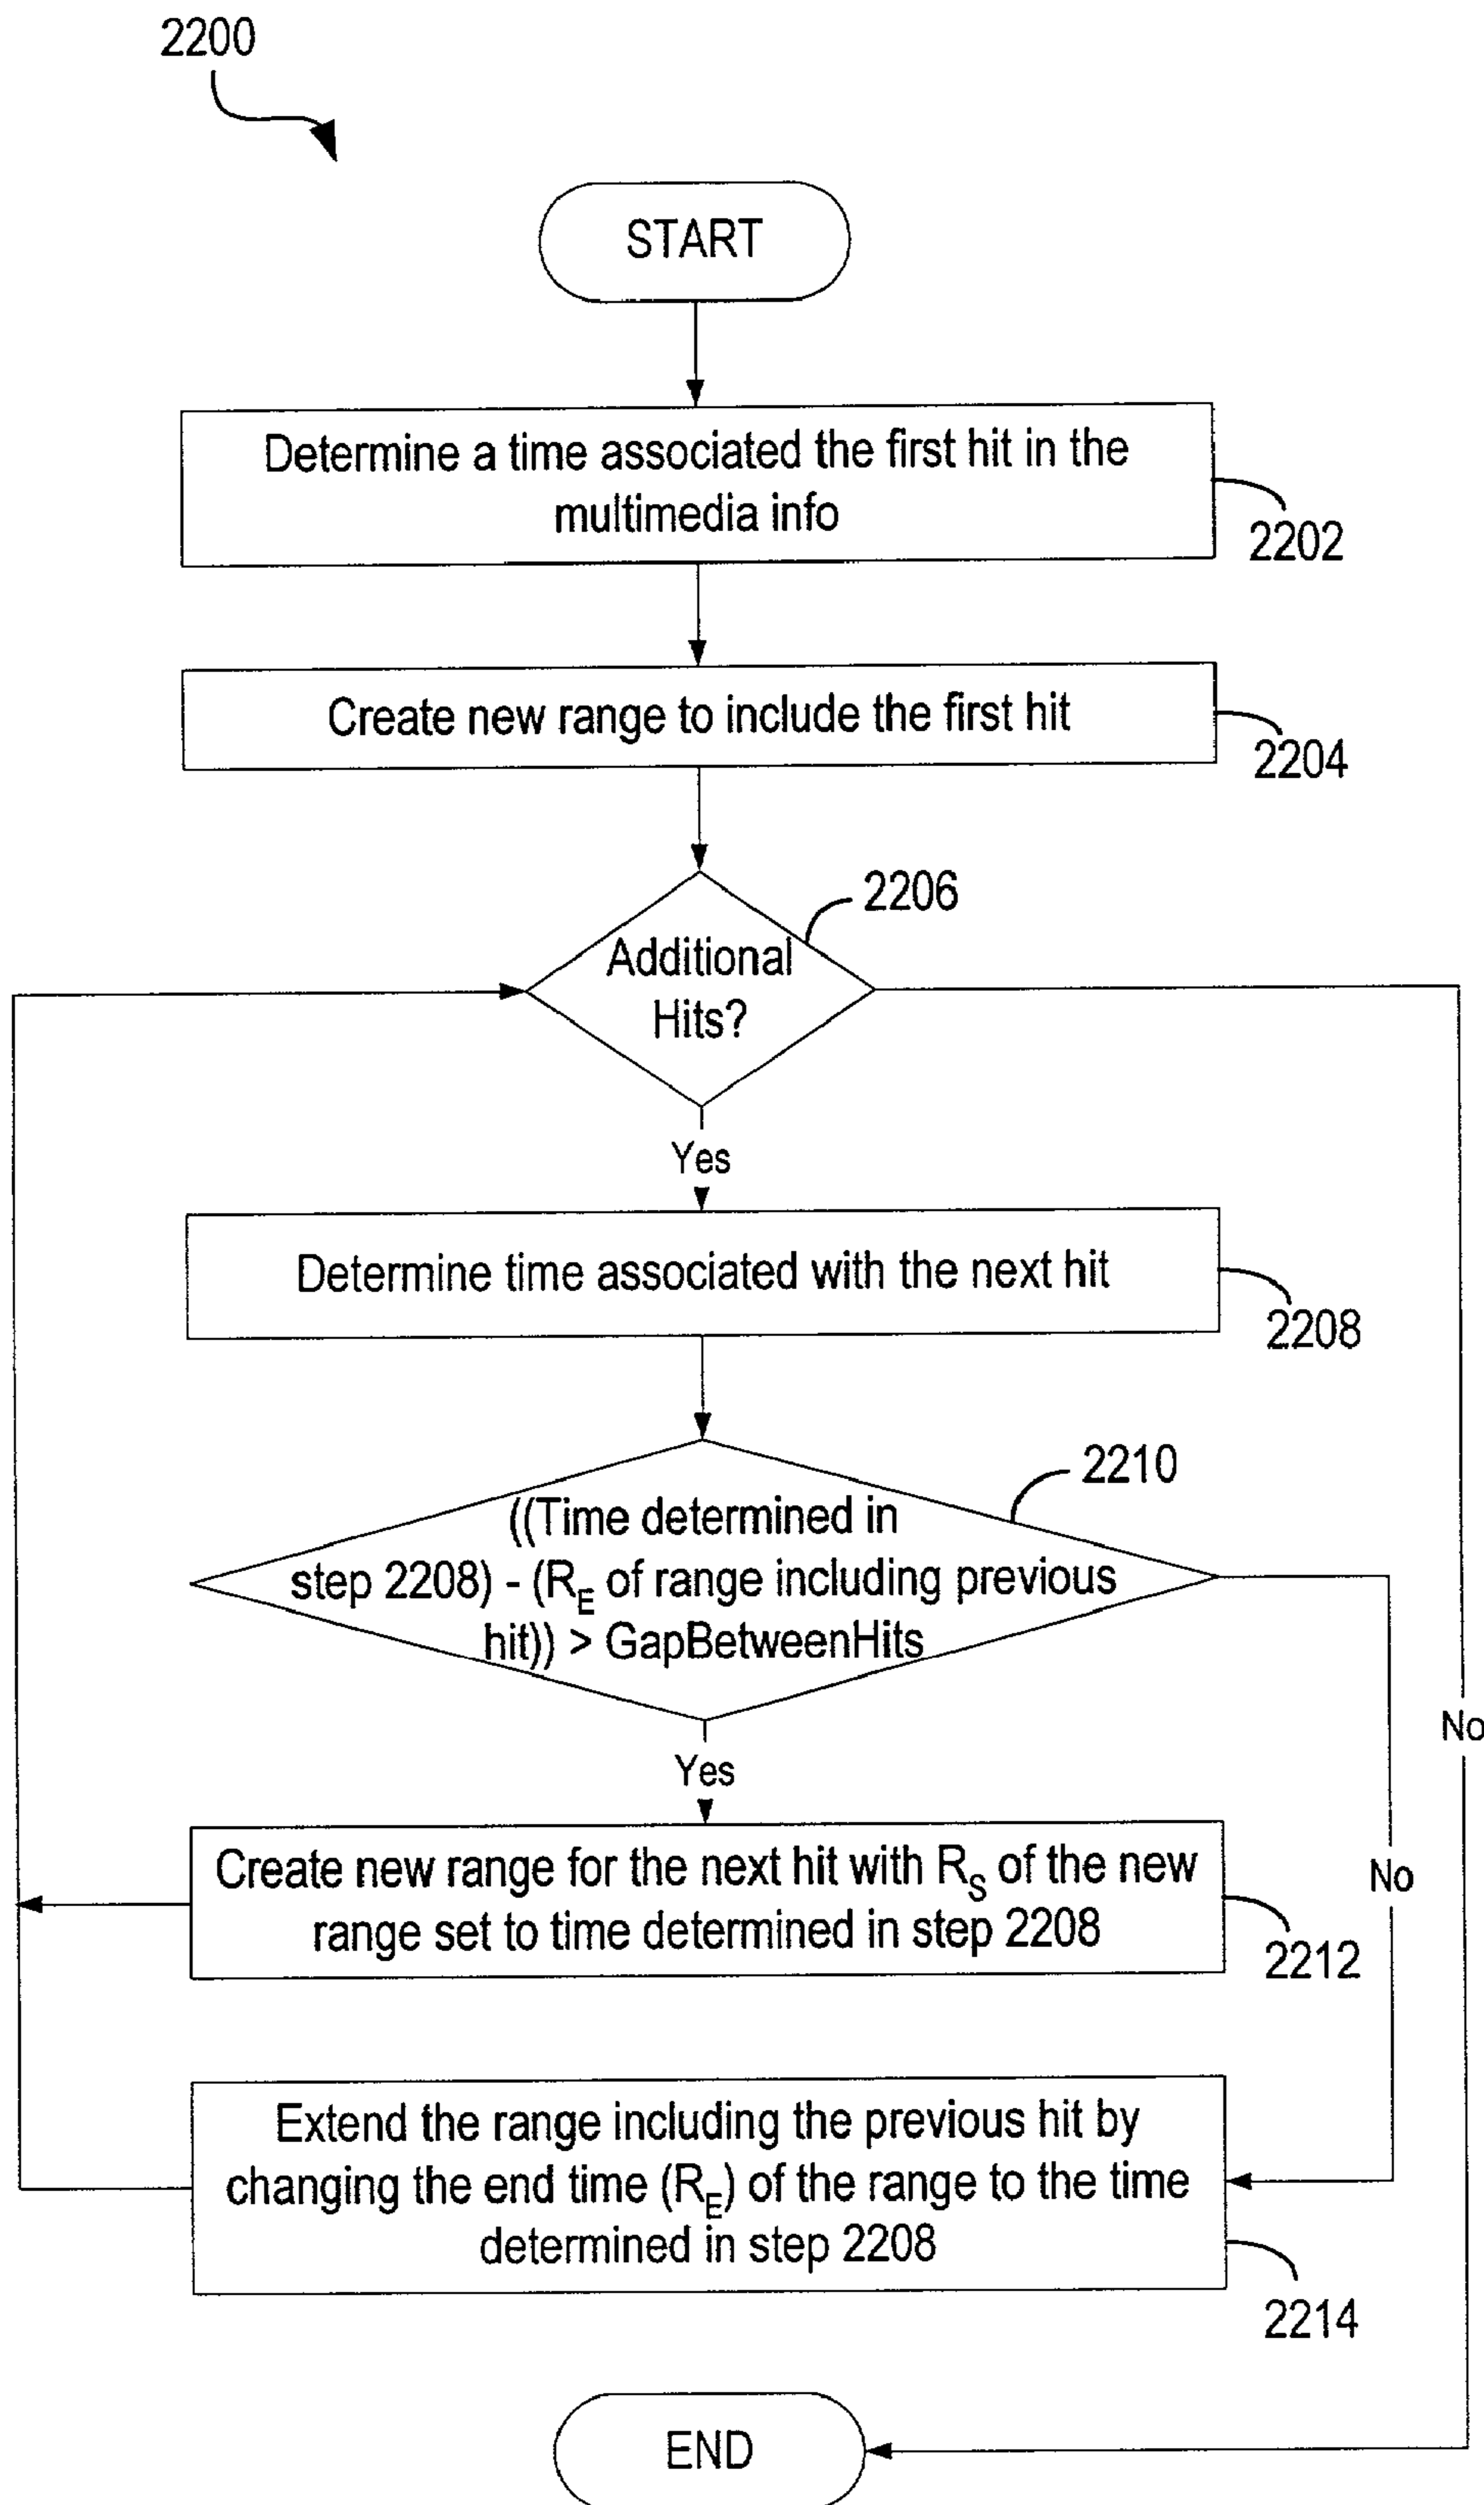 2200
START
Determine a time associated the first hit in the
multimedia info
2202
Create new range to include the first hit
2204
2206
Additional
Hits?
Yes
Determine time associated with the next hit
2208
2210
((Time determined in
step 2208) - (RE of range including previous
hit)) > GapBetweenHits
No
Yes
Create new range for the next hit with RS of the new
range set to time determined in step 2208
No
2212
Extend the range including the previous hit by
changing the end time (RE) of the range to the time
determined in step 2208
2214
END